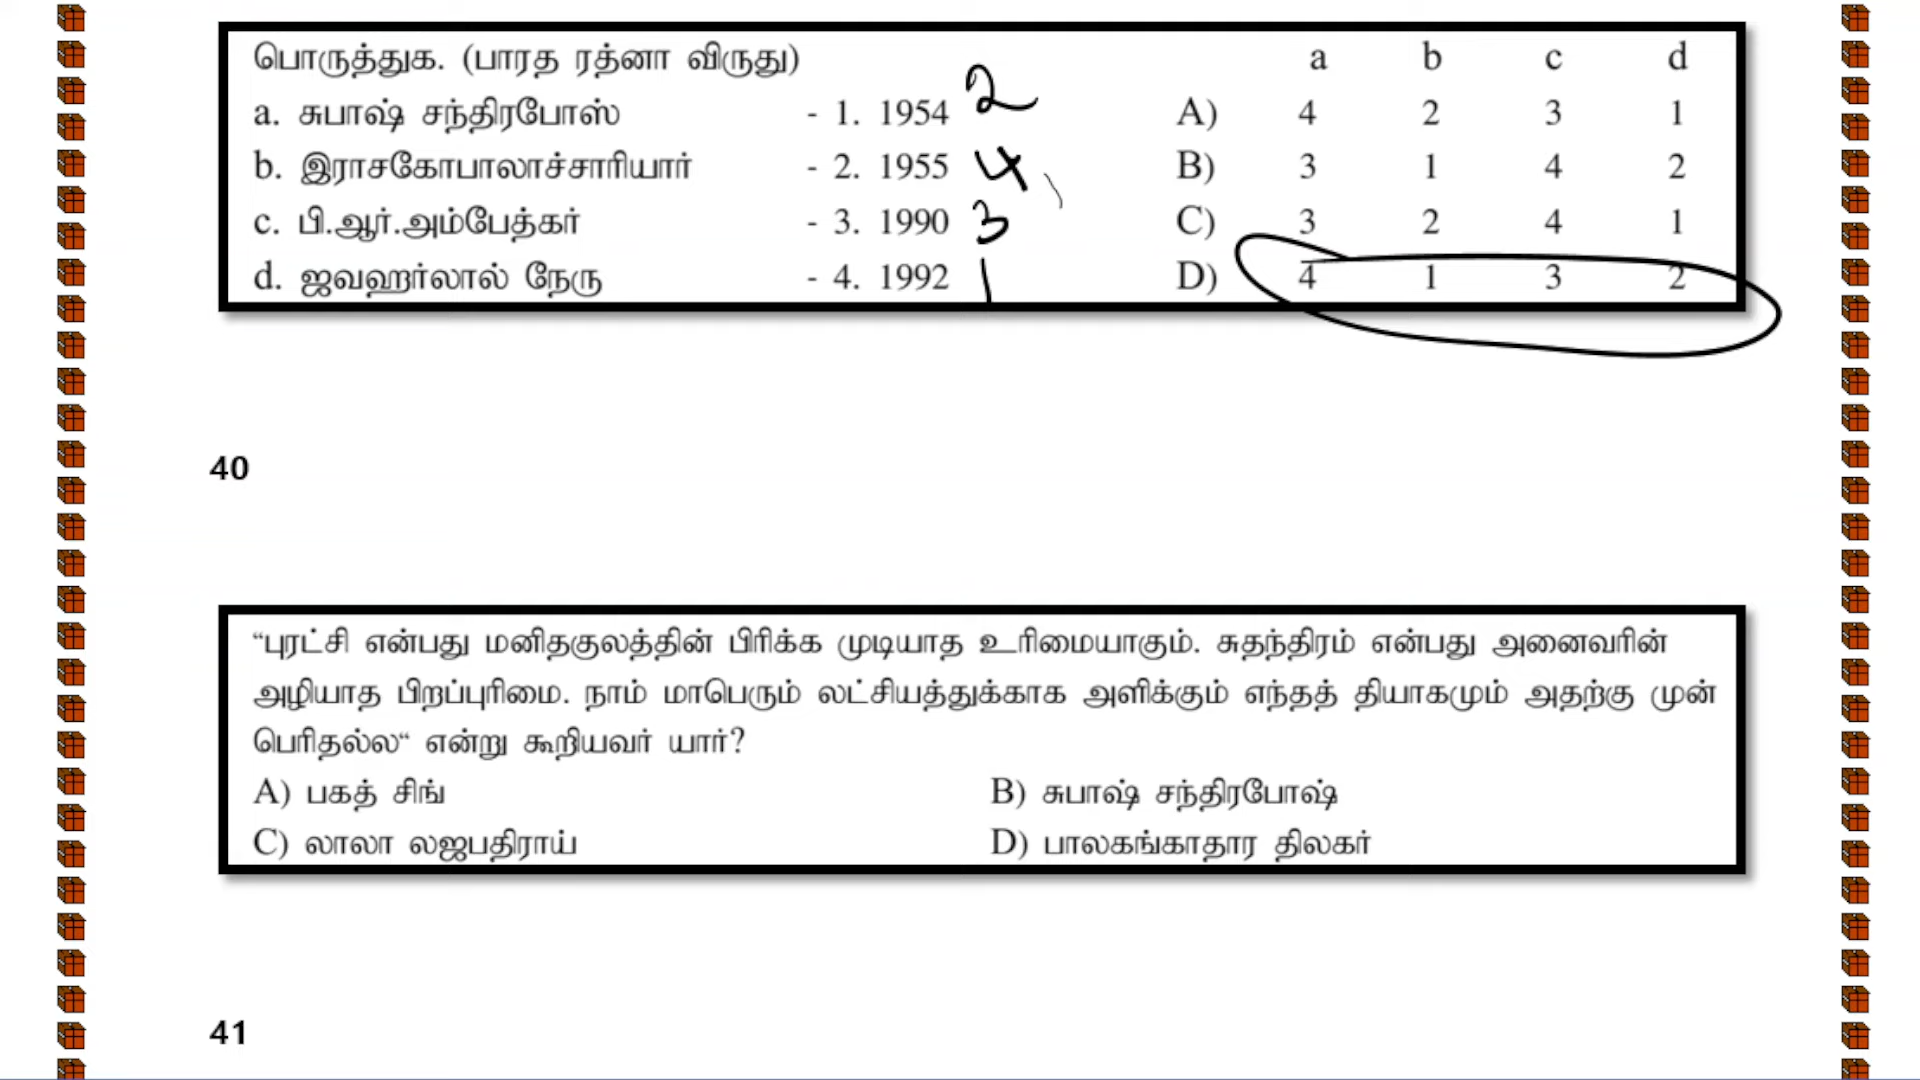 பொருத்துக. (பாரத ரத்னா விருது) a b c d
a. சுபாஷ் சந்திரபோஸ் - 1. 1954 2 A) 4 2 3 1
b. இராசகோபாலாச்சாரியார் - 2. 1955 4 B) 3 1 4 2
c. பி.ஆர்.அம்பேத்கர் - 3. 1990 3 C) 3 2 4 1
d. ஜவஹர்லால் நேரு - 4. 1992 1 D) 4 1 3 2
40
“புரட்சி என்பது மனிதகுலத்தின் பிரிக்க முடியாத உரிமையாகும். சுதந்திரம் என்பது அனைவரின்
அழியாத பிறப்புரிமை. நாம் மாபெரும் லட்சியத்துக்காக அளிக்கும் எந்தத் தியாகமும் அதற்கு முன்
பெரிதல்ல“ என்று கூறியவர் யார்?
A) பகத் சிங் B) சுபாஷ் சந்திரபோஷ்
C) லாலா லஜபதிராய் D) பாலகங்காதார திலகர்
41